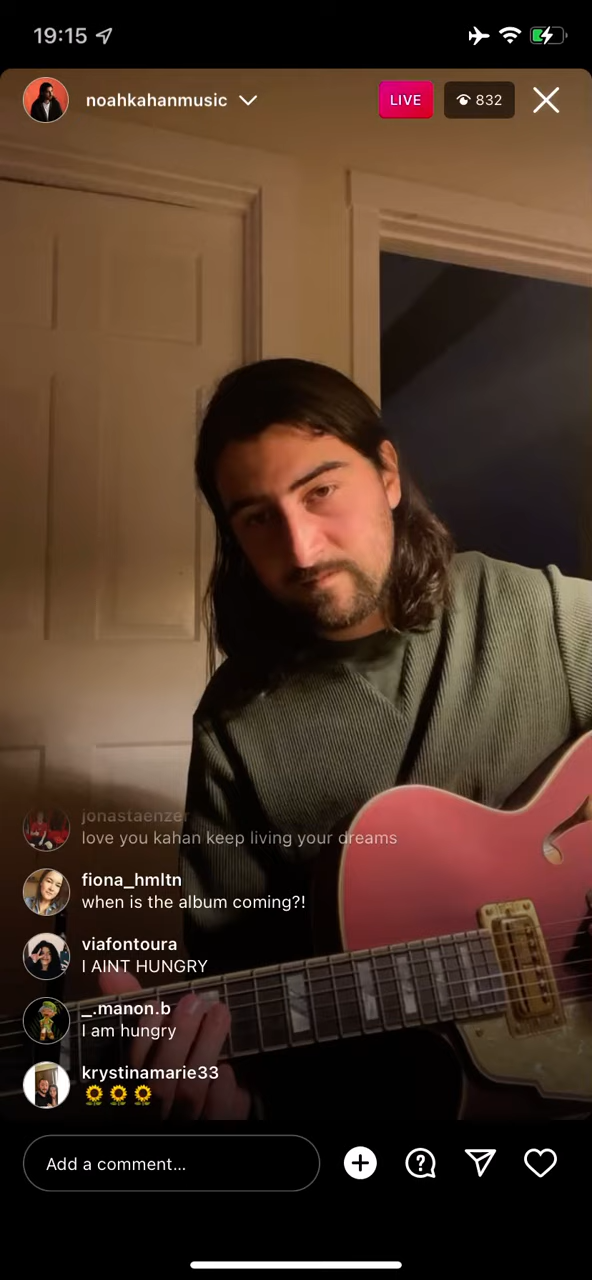 19:15
noahkahanmusic
LIVE
832
jonastaenzer
love you kahan keep living your dreams
fiona_hmltn
when is the album coming?!
viafontoura
I AINT HUNGRY
_.manon.b
I am hungry
krystinamarie33
🌻🌻🌻
Add a comment...